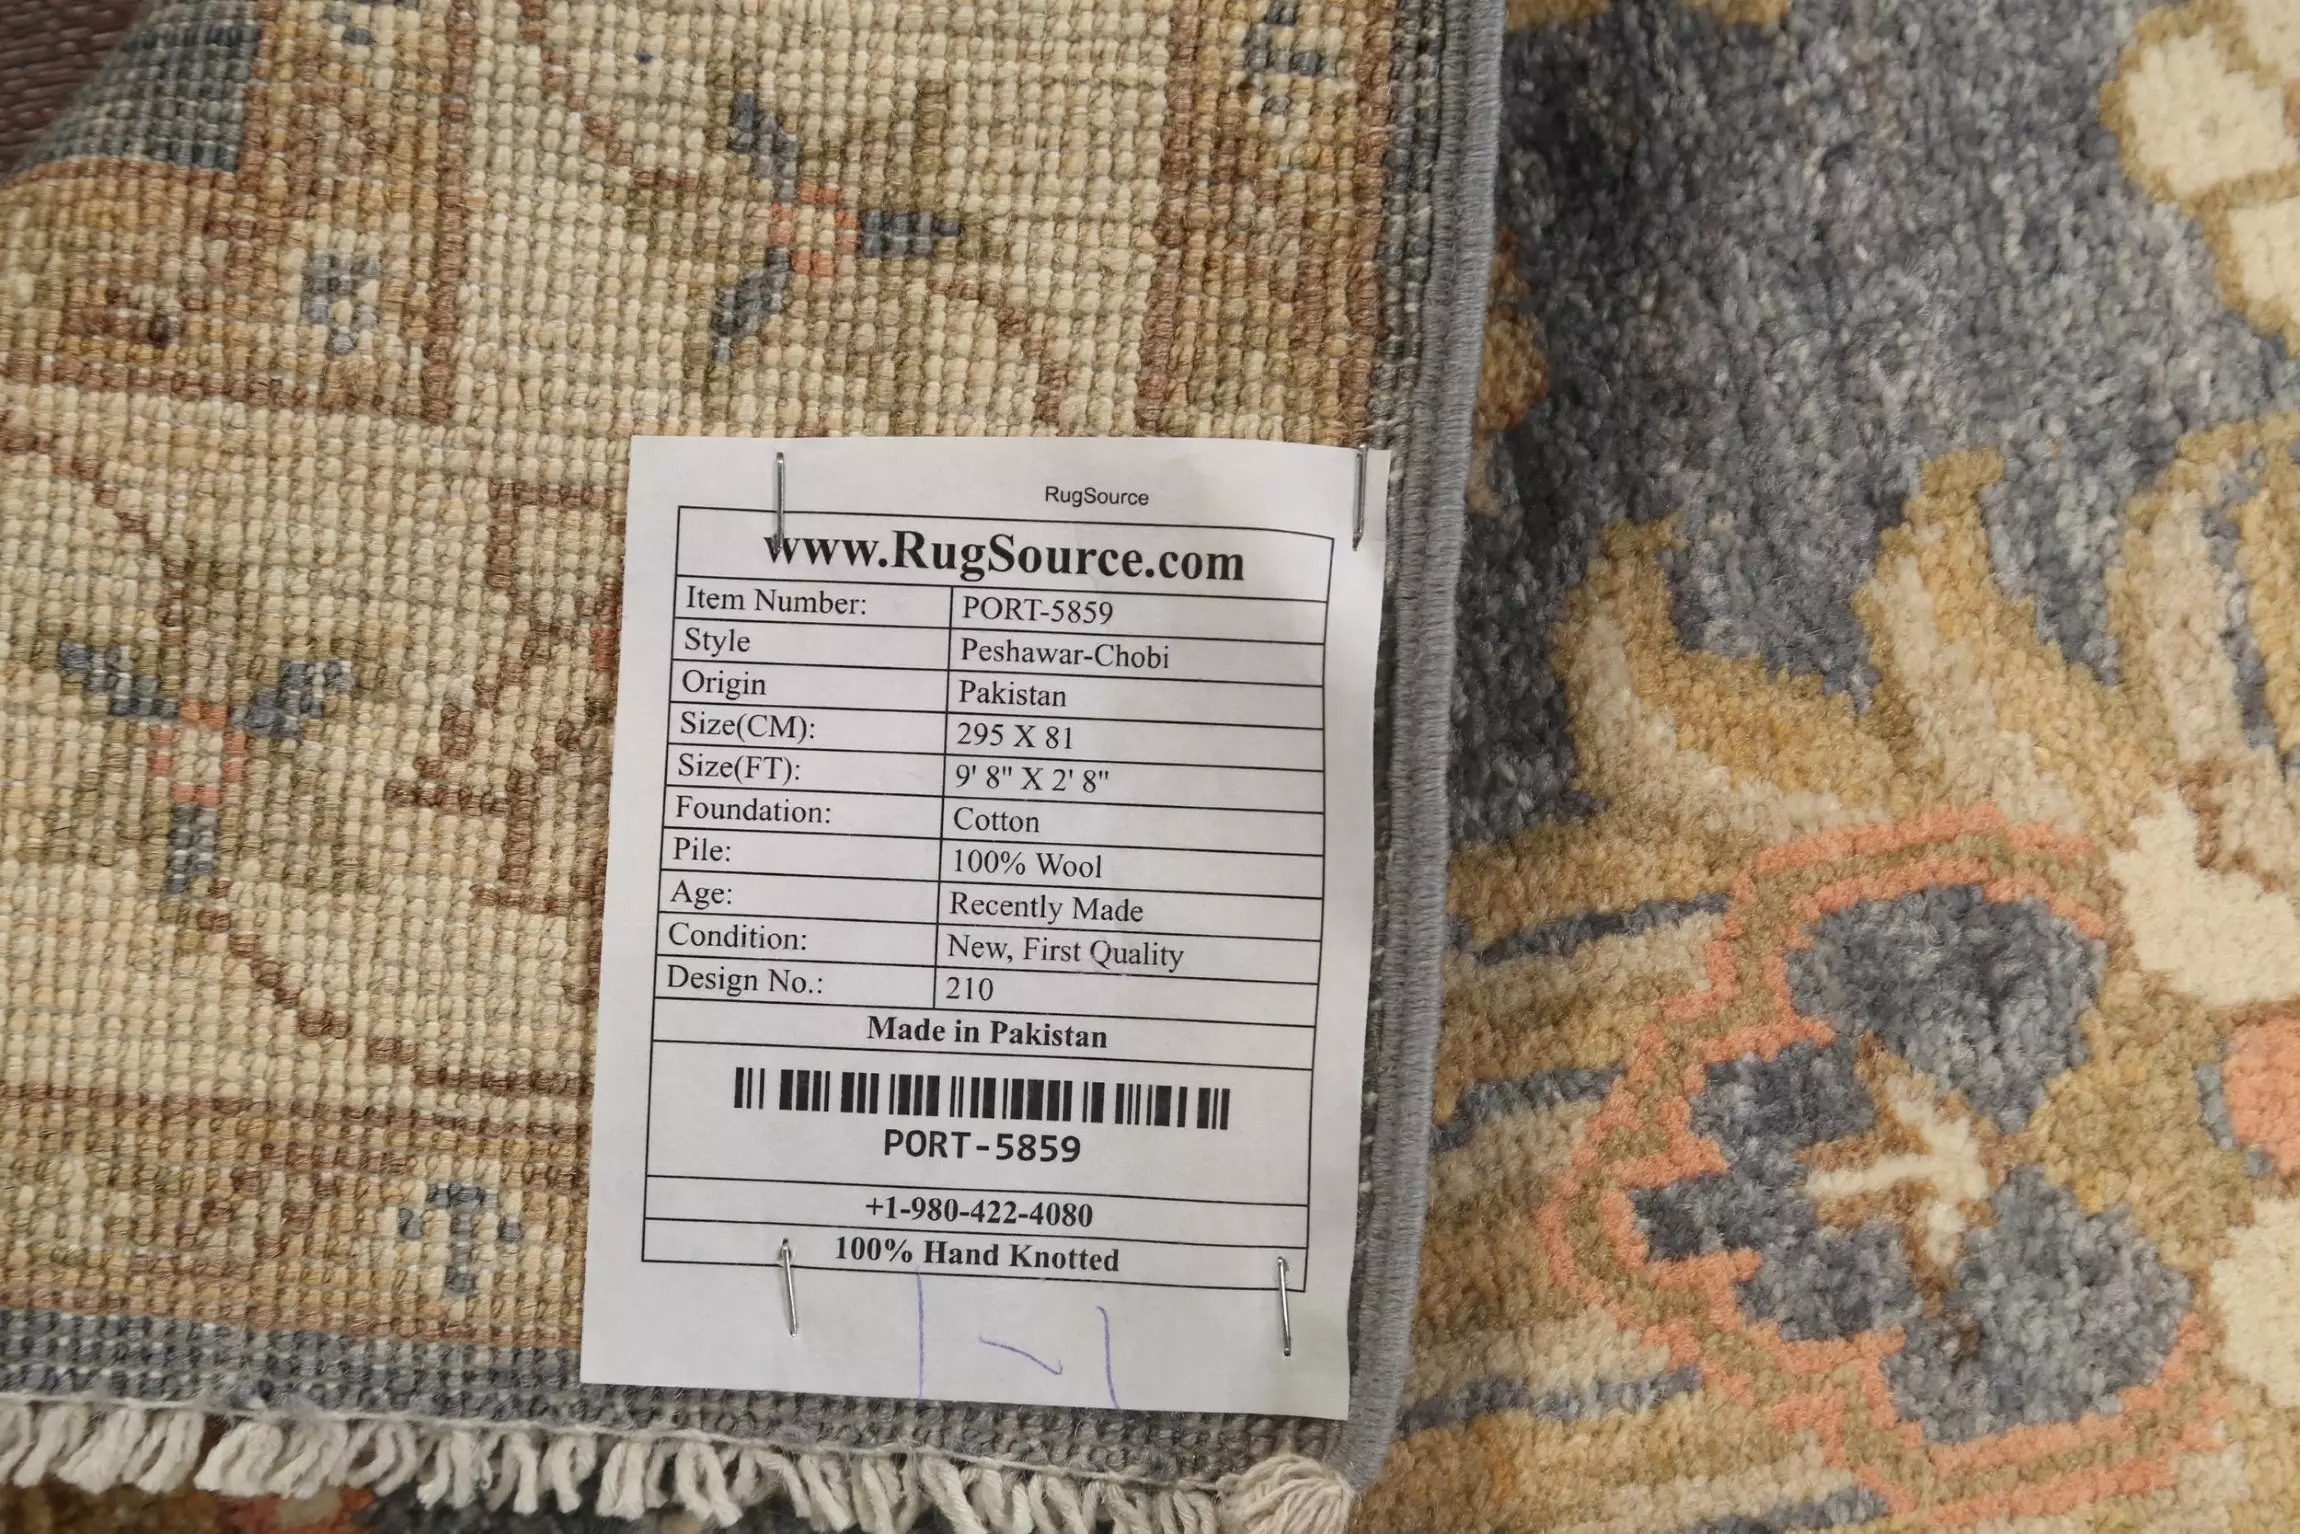 RugSource
www.RugSource.com
Item Number: PORT-5859
Style Peshawar-Chobi
Origin Pakistan
Size(CM): 295 X 81
Size(FT): 9' 8" X 2' 8"
Foundation: Cotton
Pile: 100% Wool
Age: Recently Made
Condition: New, First Quality
Design No.: 210
Made in Pakistan
PORT-5859
+1-980-422-4080
100% Hand Knotted
1~1